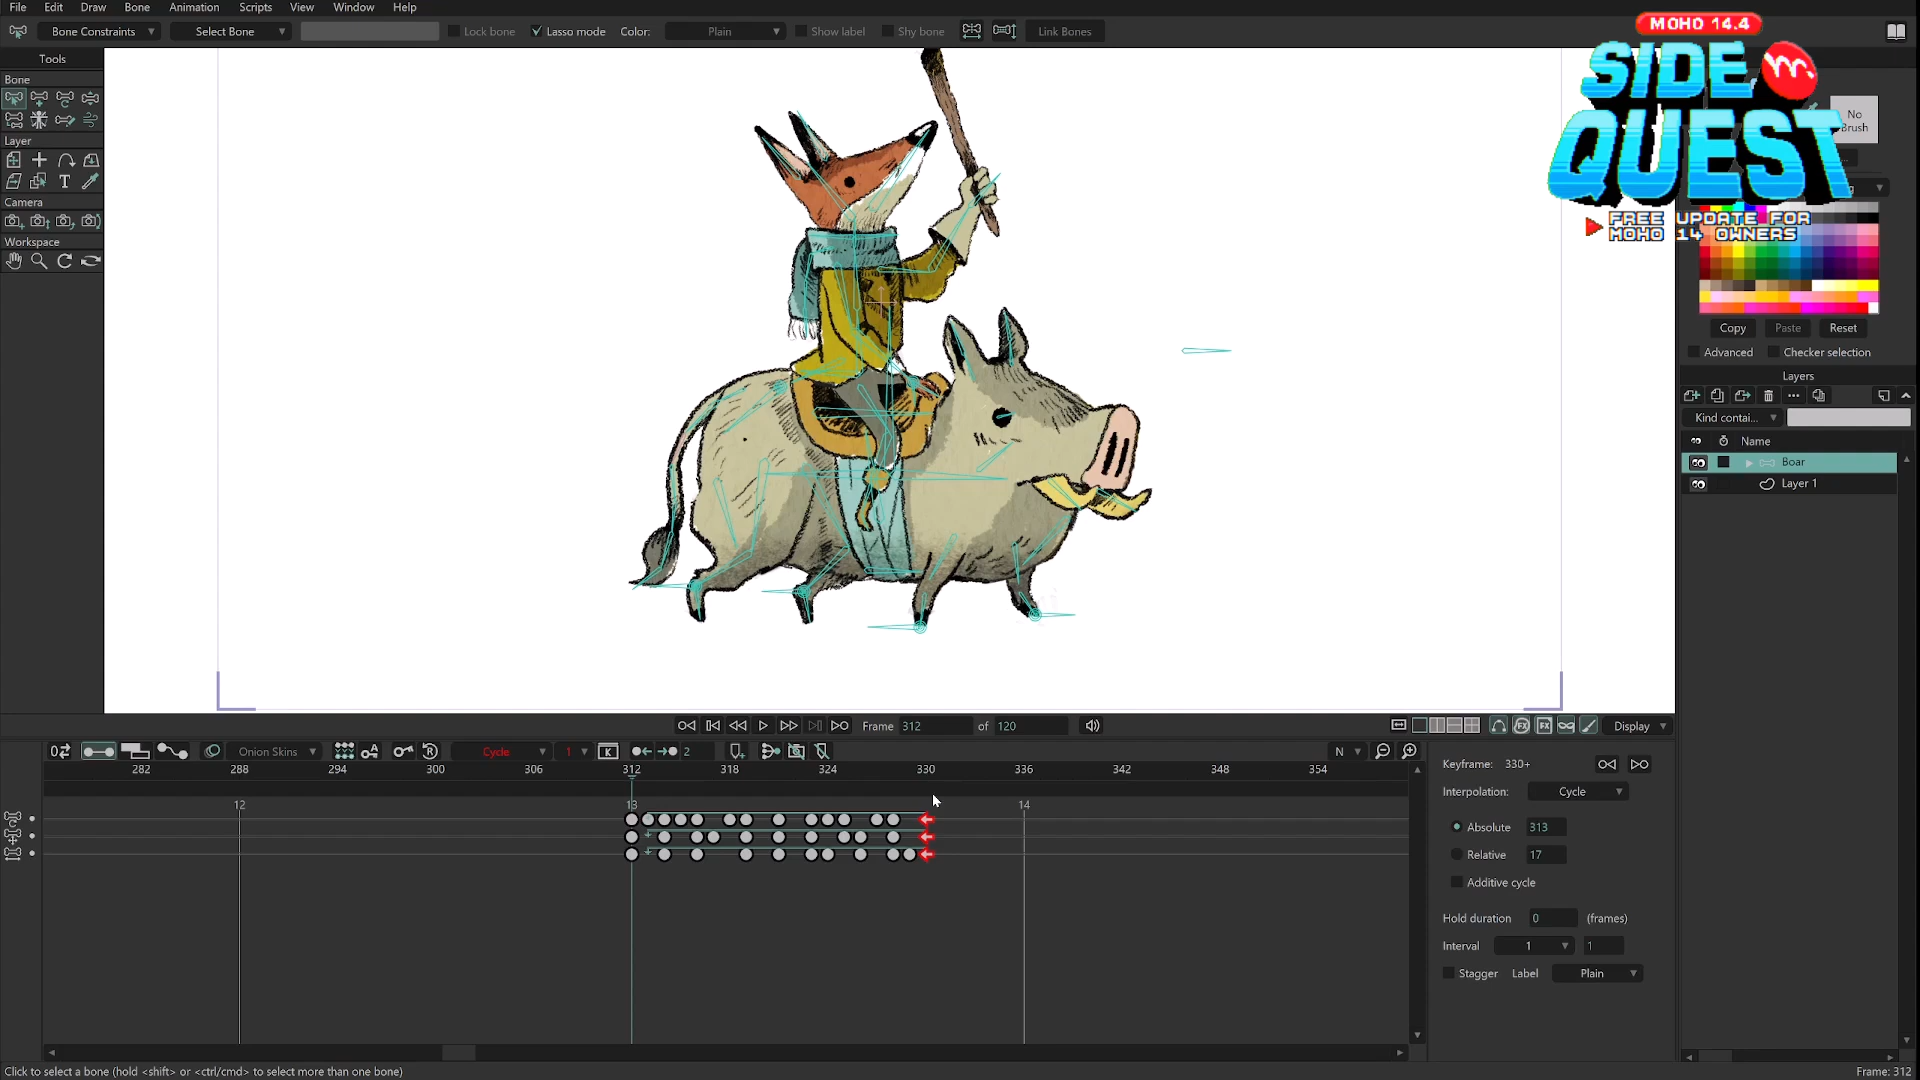 File Edit Draw Bone Animation Scripts View Window Help
MOHO 14.4
SIDE
QUEST
FREE UPDATE FOR
MOHO 14 OWNERS
Bone Constraints Select Bone Lock bone Lasso mode Color: Plain Show label Shy bone Link Bones
Tools
Bone
Layer
Camera
Workspace
No
Brush
Copy Paste Reset
Advanced Checker selection
Layers
Kind contai...
Name
Boar
Layer 1
Frame 312 of 120
Display
Onion Skins Cycle 1 2 N
282 288 294 300 306 312 318 324 330 336 342 348 354
12 13 14
Keyframe: 330+
Interpolation: Cycle
Absolute 313
Relative 17
Additive cycle
Hold duration 0 (frames)
Interval 1 1
Stagger Label Plain
Click to select a bone (hold <shift> or <ctrl/cmd> to select more than one bone)
Frame: 312